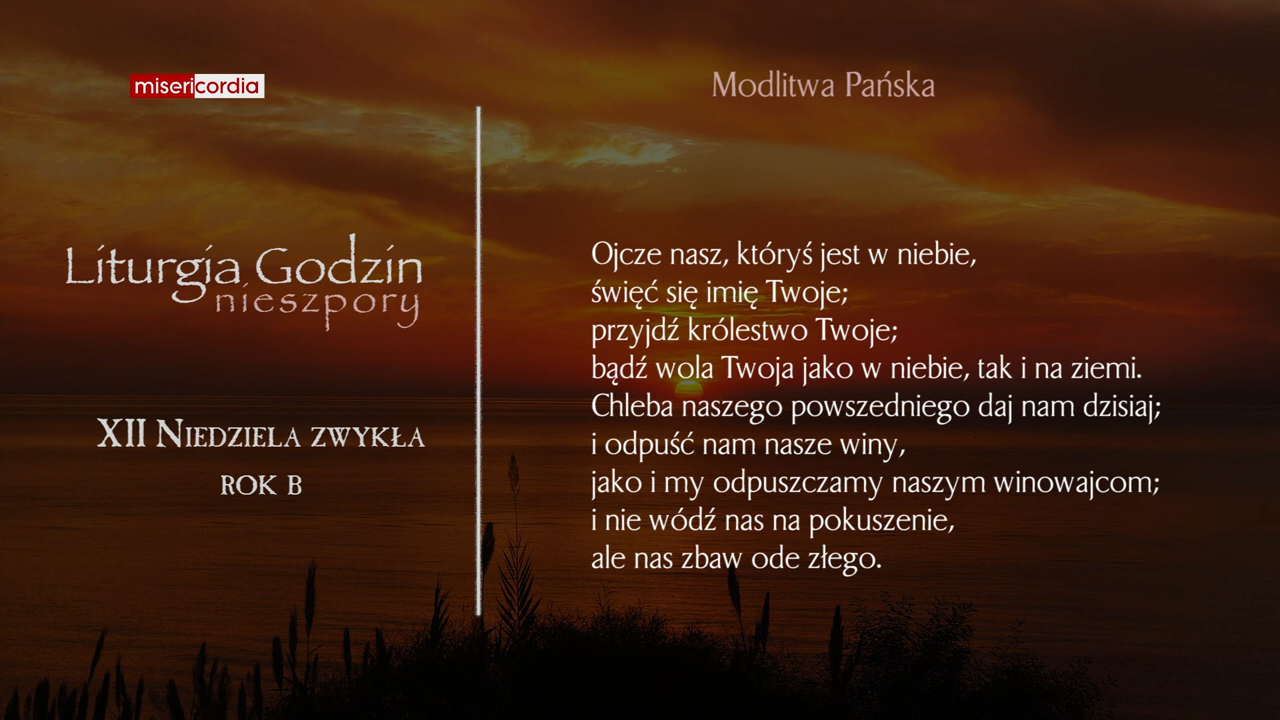 misericordia
Liturgia Godzin
nieszpory
XII Niedziela zwykła
rok B
Modlitwa Pańska
Ojcze nasz, któryś jest w niebie,
święć się imię Twoje;
przyjdź królestwo Twoje;
bądź wola Twoja jako w niebie, tak i na ziemi.
Chleba naszego powszedniego daj nam dzisiaj;
i odpuść nam nasze winy,
jako i my odpuszczamy naszym winowajcom;
i nie wódź nas na pokuszenie,
ale nas zbaw ode złego.